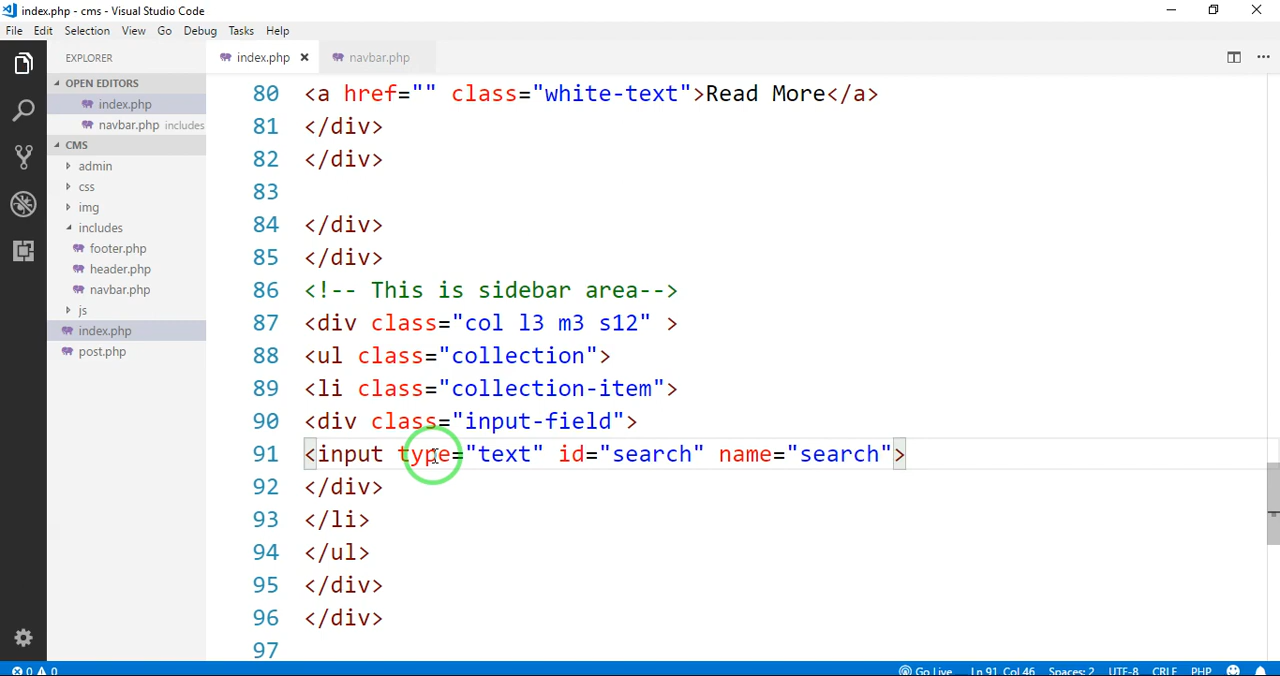 index.php - cms - Visual Studio Code
File Edit Selection View Go Debug Tasks Help
EXPLORER
OPEN EDITORS
index.php
navbar.php includes
CMS
admin
css
img
includes
footer.php
header.php
navbar.php
js
index.php
post.php
index.php
navbar.php
80 <a href="" class="white-text">Read More</a>
81 </div>
82 </div>
83
84 </div>
85 </div>
86 <!-- This is sidebar area-->
87 <div class="col l3 m3 s12" >
88 <ul class="collection">
89 <li class="collection-item">
90 <div class="input-field">
91 <input type="text" id="search" name="search">
92 </div>
93 </li>
94 </ul>
95 </div>
96 </div>
97
0 0 Go Live Ln 91, Col 46 Spaces: 2 UTF-8 CRLF PHP